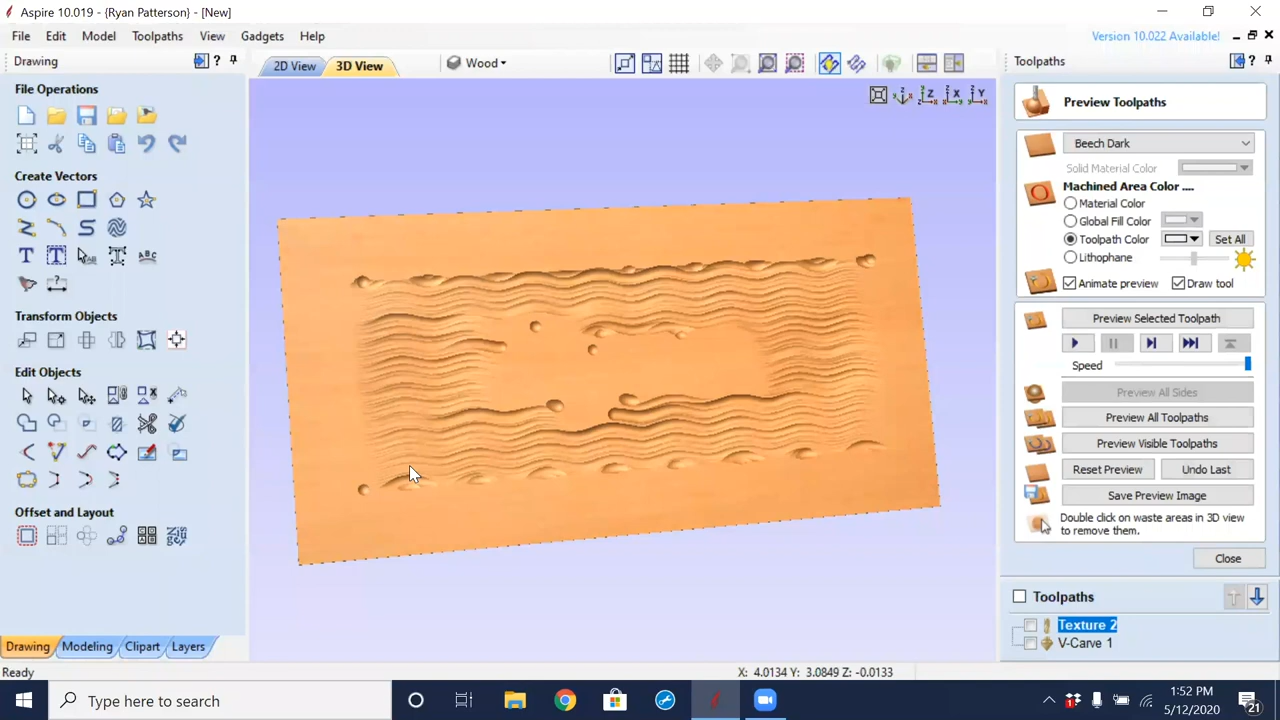 Aspire 10.019 - {Ryan Patterson} - [New]
File Edit Model Toolpaths View Gadgets Help
Version 10.022 Available!
Drawing
2D View 3D View
Wood
Toolpaths
File Operations
Create Vectors
Transform Objects
Edit Objects
Offset and Layout
Drawing Modeling Clipart Layers
Preview Toolpaths
Beech Dark
Solid Material Color
Machined Area Color ....
Material Color
Global Fill Color
Toolpath Color
Set All
Lithophane
Animate preview
Draw tool
Preview Selected Toolpath
Speed
Preview All Sides
Preview All Toolpaths
Preview Visible Toolpaths
Reset Preview
Undo Last
Save Preview Image
Double click on waste areas in 3D view
to remove them.
Close
Toolpaths
Texture 2
V-Carve 1
Ready
X: 4.0134 Y: 3.0849 Z: -0.0133
Type here to search
1:52 PM
5/12/2020
21